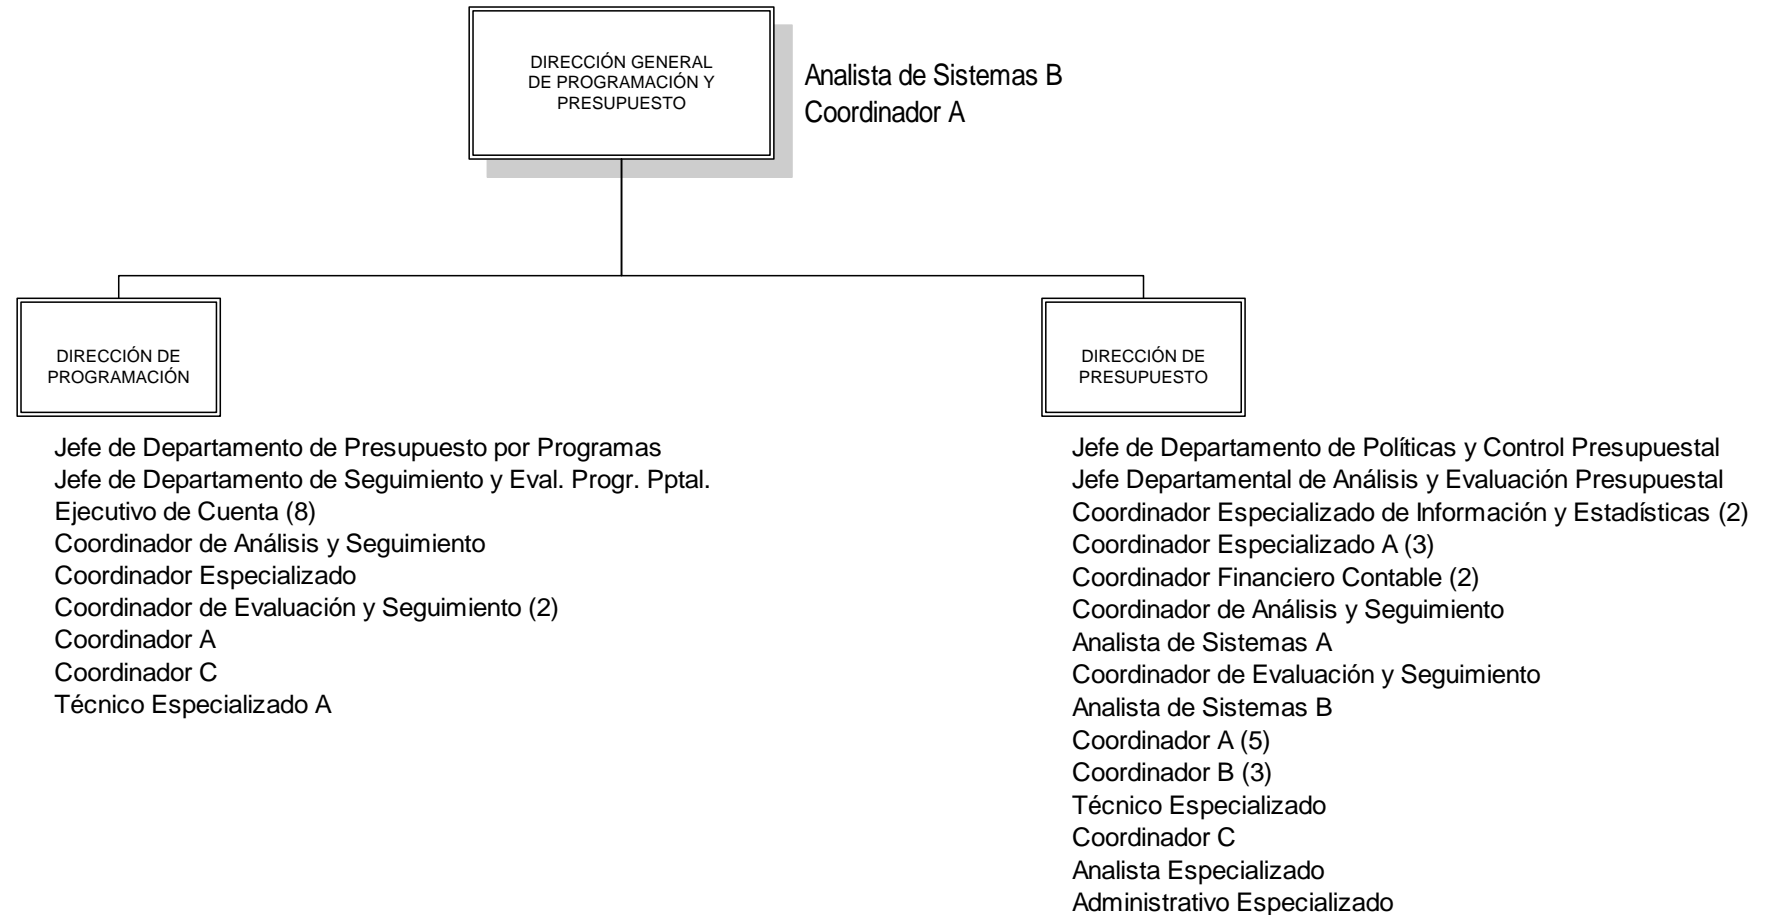 DIRECCIÓN GENERAL
DE PROGRAMACIÓN Y
PRESUPUESTO
Analista de Sistemas B
Coordinador A
DIRECCIÓN DE
PROGRAMACIÓN
Jefe de Departamento de Presupuesto por Programas
Jefe de Departamento de Seguimiento y Eval. Progr. Pptal.
Ejecutivo de Cuenta (8)
Coordinador de Análisis y Seguimiento
Coordinador Especializado
Coordinador de Evaluación y Seguimiento (2)
Coordinador A
Coordinador C
Técnico Especializado A
DIRECCIÓN DE
PRESUPUESTO
Jefe de Departamento de Políticas y Control Presupuestal
Jefe Departamental de Análisis y Evaluación Presupuestal
Coordinador Especializado de Información y Estadísticas (2)
Coordinador Especializado A (3)
Coordinador Financiero Contable (2)
Coordinador de Análisis y Seguimiento
Analista de Sistemas A
Coordinador de Evaluación y Seguimiento
Analista de Sistemas B
Coordinador A (5)
Coordinador B (3)
Técnico Especializado
Coordinador C
Analista Especializado
Administrativo Especializado